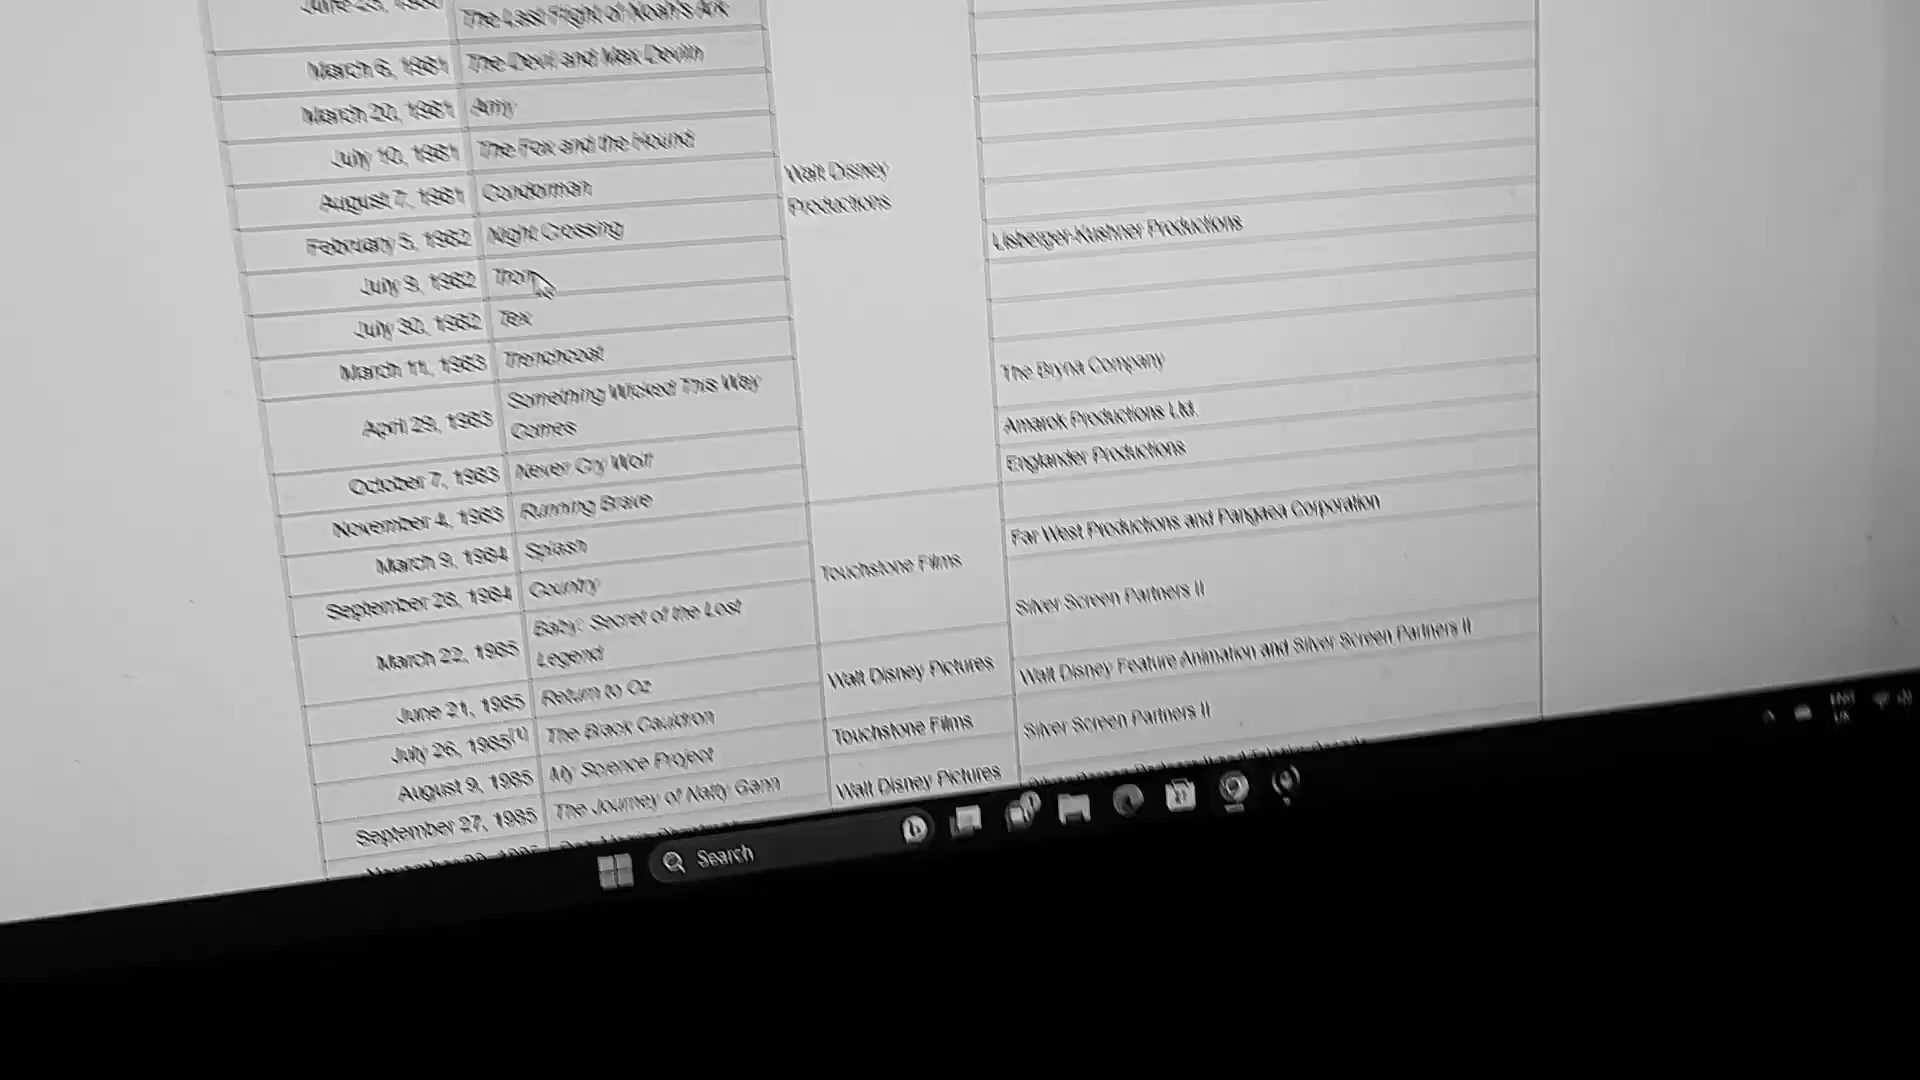 The Last Flight of Noah's Ark
March 6, 1981 The Devil and Max Devlin
March 20, 1981 Amy
July 10, 1981 The Fox and the Hound
August 7, 1981 Condorman
Walt Disney
Productions
February 5, 1982 Night Crossing
Lisberger-Kushner Productions
July 9, 1982 Tron
July 30, 1982 Tex
March 11, 1983 Trenchcoat
The Bryna Company
April 29, 1983 Something Wicked This Way
Comes
Amarok Productions Ltd.
October 7, 1983 Never Cry Wolf
Englander Productions
November 4, 1983 Running Brave
March 9, 1984 Splash
Touchstone Films
Far West Productions and Pangaea Corporation
September 28, 1984 Country
March 22, 1985 Baby: Secret of the Lost
Legend
Silver Screen Partners II
June 21, 1985 Return to Oz
Walt Disney Pictures
Walt Disney Feature Animation and Silver Screen Partners II
July 26, 1985[1] The Black Cauldron
August 9, 1985 My Science Project
Touchstone Films
Silver Screen Partners II
September 27, 1985 The Journey of Natty Gann
Walt Disney Pictures
Search